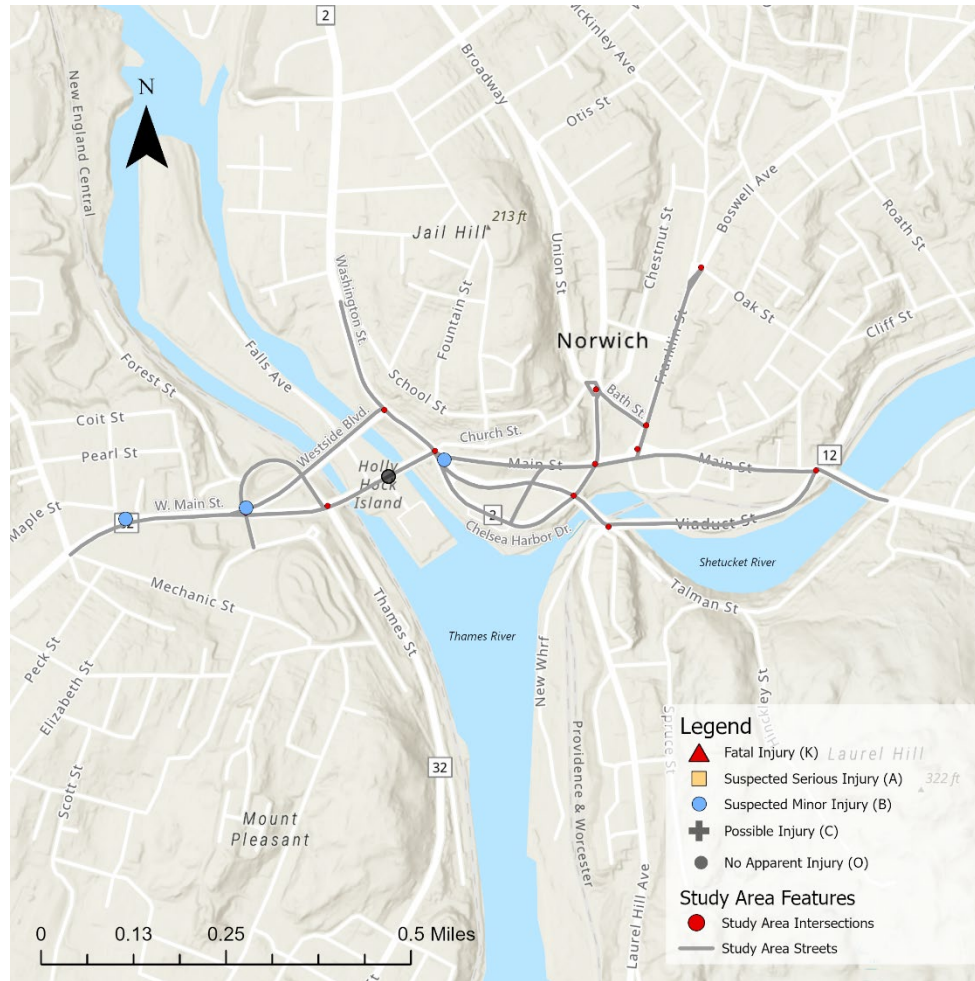 2
McKinley Ave
Broadway
Otis St
New England Central
N
Boswell Ave
Roath St
213 ft
Jail Hill
Union St
Chestnut St
Washington St.
Fountain St
Oak St
Cliff St
Norwich
Falls Ave
Forest St
School St
Franklin St
Bath St.
Coit St
Westside Blvd.
Church St.
Pearl St
Main St
Main St
12
Holly
Hock
Island
Maple St
W. Main St.
2
Chelsea Harbor Dr.
Viaduct St
Shetucket River
Mechanic St
Talman St
Thames St
Thames River
Peck St
Elizabeth St
New Whrf
Spruce St
Hinckley St
Providence & Worcester
Laurel Hill
322 ft
32
Scott St
Mount
Pleasant
Laurel Hill Ave
Legend
Fatal Injury (K)
Suspected Serious Injury (A)
Suspected Minor Injury (B)
Possible Injury (C)
No Apparent Injury (O)
Study Area Features
Study Area Intersections
Study Area Streets
0 0.13 0.25 0.5 Miles